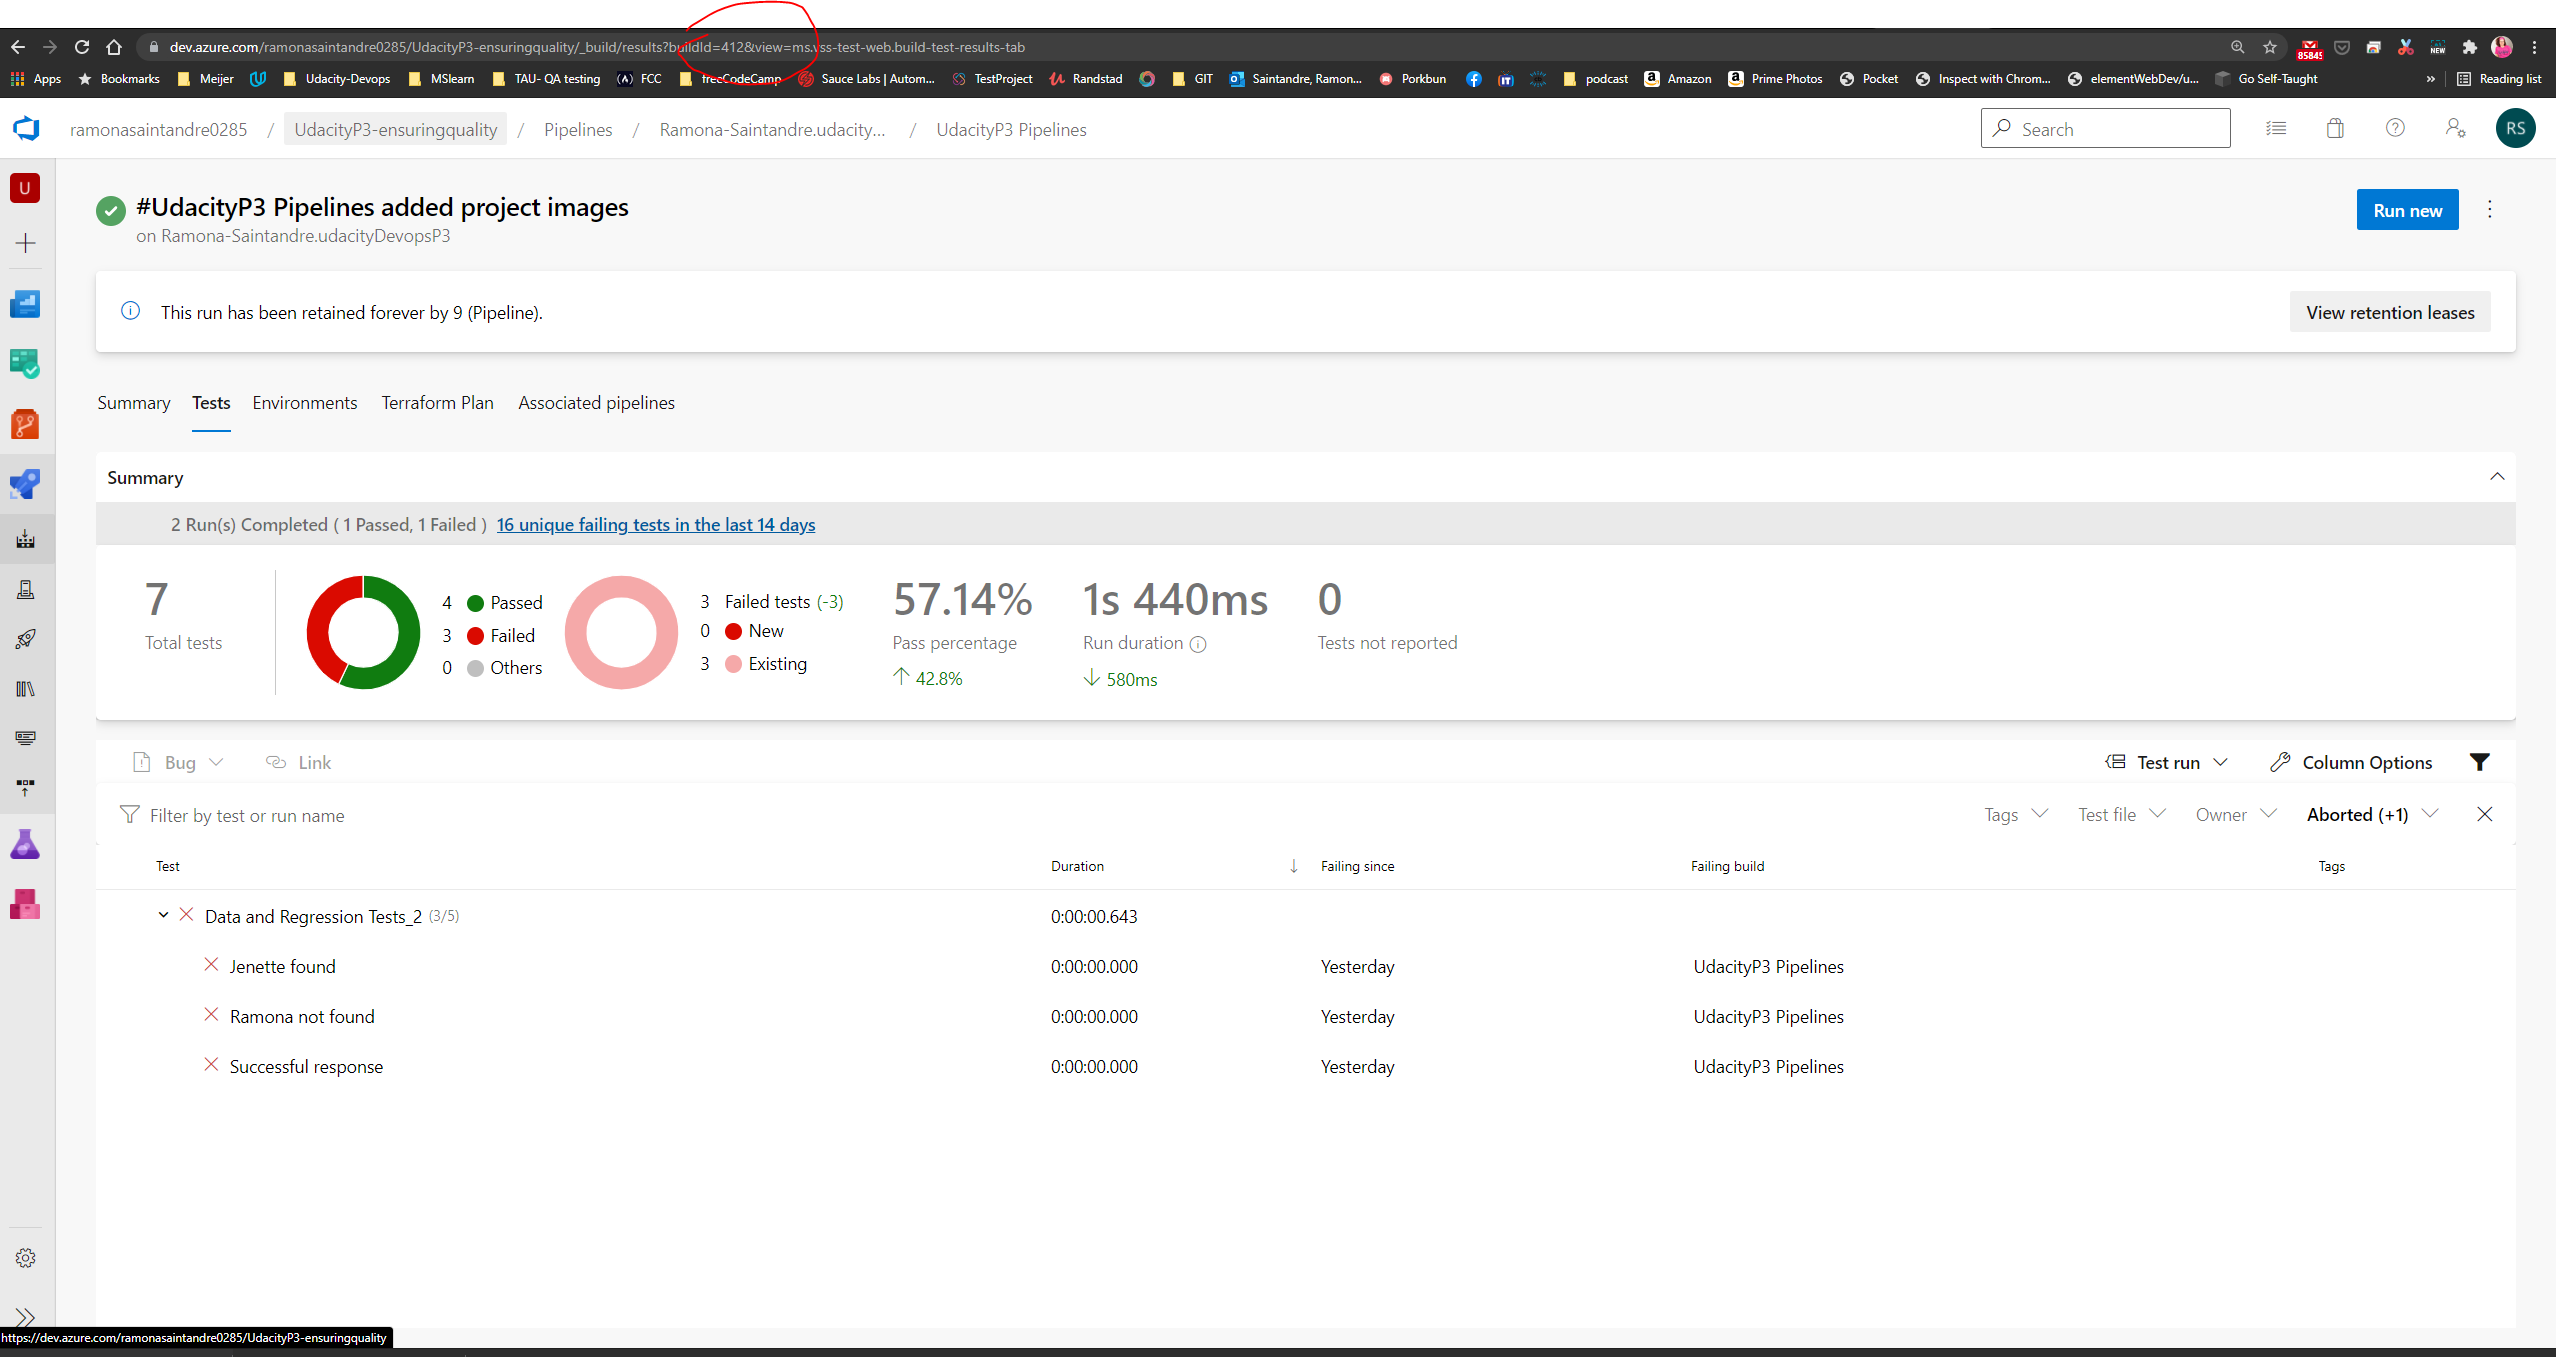 dev.azure.com/ramonasaintandre0285/UdacityP3-ensuringquality/_build/results?buildId=412&view=ms.vss-test-web.build-test-results-tab
85845
NEW
Apps
Bookmarks
Meijer
Udacity-Devops
MSlearn
TAU- QA testing
FCC
freeCodeCamp
Sauce Labs | Autom...
TestProject
Randstad
GIT
Saintandre, Ramon...
Porkbun
podcast
Amazon
Prime Photos
Pocket
Inspect with Chrom...
elementWebDev/u...
Go Self-Taught
»
Reading list
ramonasaintandre0285 / UdacityP3-ensuringquality / Pipelines / Ramona-Saintandre.udacity... / UdacityP3 Pipelines
Search
RS
U
#UdacityP3 Pipelines added project images
on Ramona-Saintandre.udacityDevopsP3
Run new
This run has been retained forever by 9 (Pipeline).
View retention leases
Summary
Tests
Environments
Terraform Plan
Associated pipelines
Summary
2 Run(s) Completed ( 1 Passed, 1 Failed ) 16 unique failing tests in the last 14 days
7
Total tests
4 Passed
3 Failed
0 Others
3 Failed tests (-3)
0 New
3 Existing
57.14%
Pass percentage
42.8%
1s 440ms
Run duration
580ms
0
Tests not reported
Bug
Link
Test run
Column Options
Filter by test or run name
Tags
Test file
Owner
Aborted (+1)
Test Duration Failing since Failing build Tags
Data and Regression Tests_2 (3/5) 0:00:00.643
Jenette found 0:00:00.000 Yesterday UdacityP3 Pipelines
Ramona not found 0:00:00.000 Yesterday UdacityP3 Pipelines
Successful response 0:00:00.000 Yesterday UdacityP3 Pipelines
https://dev.azure.com/ramonasaintandre0285/UdacityP3-ensuringquality